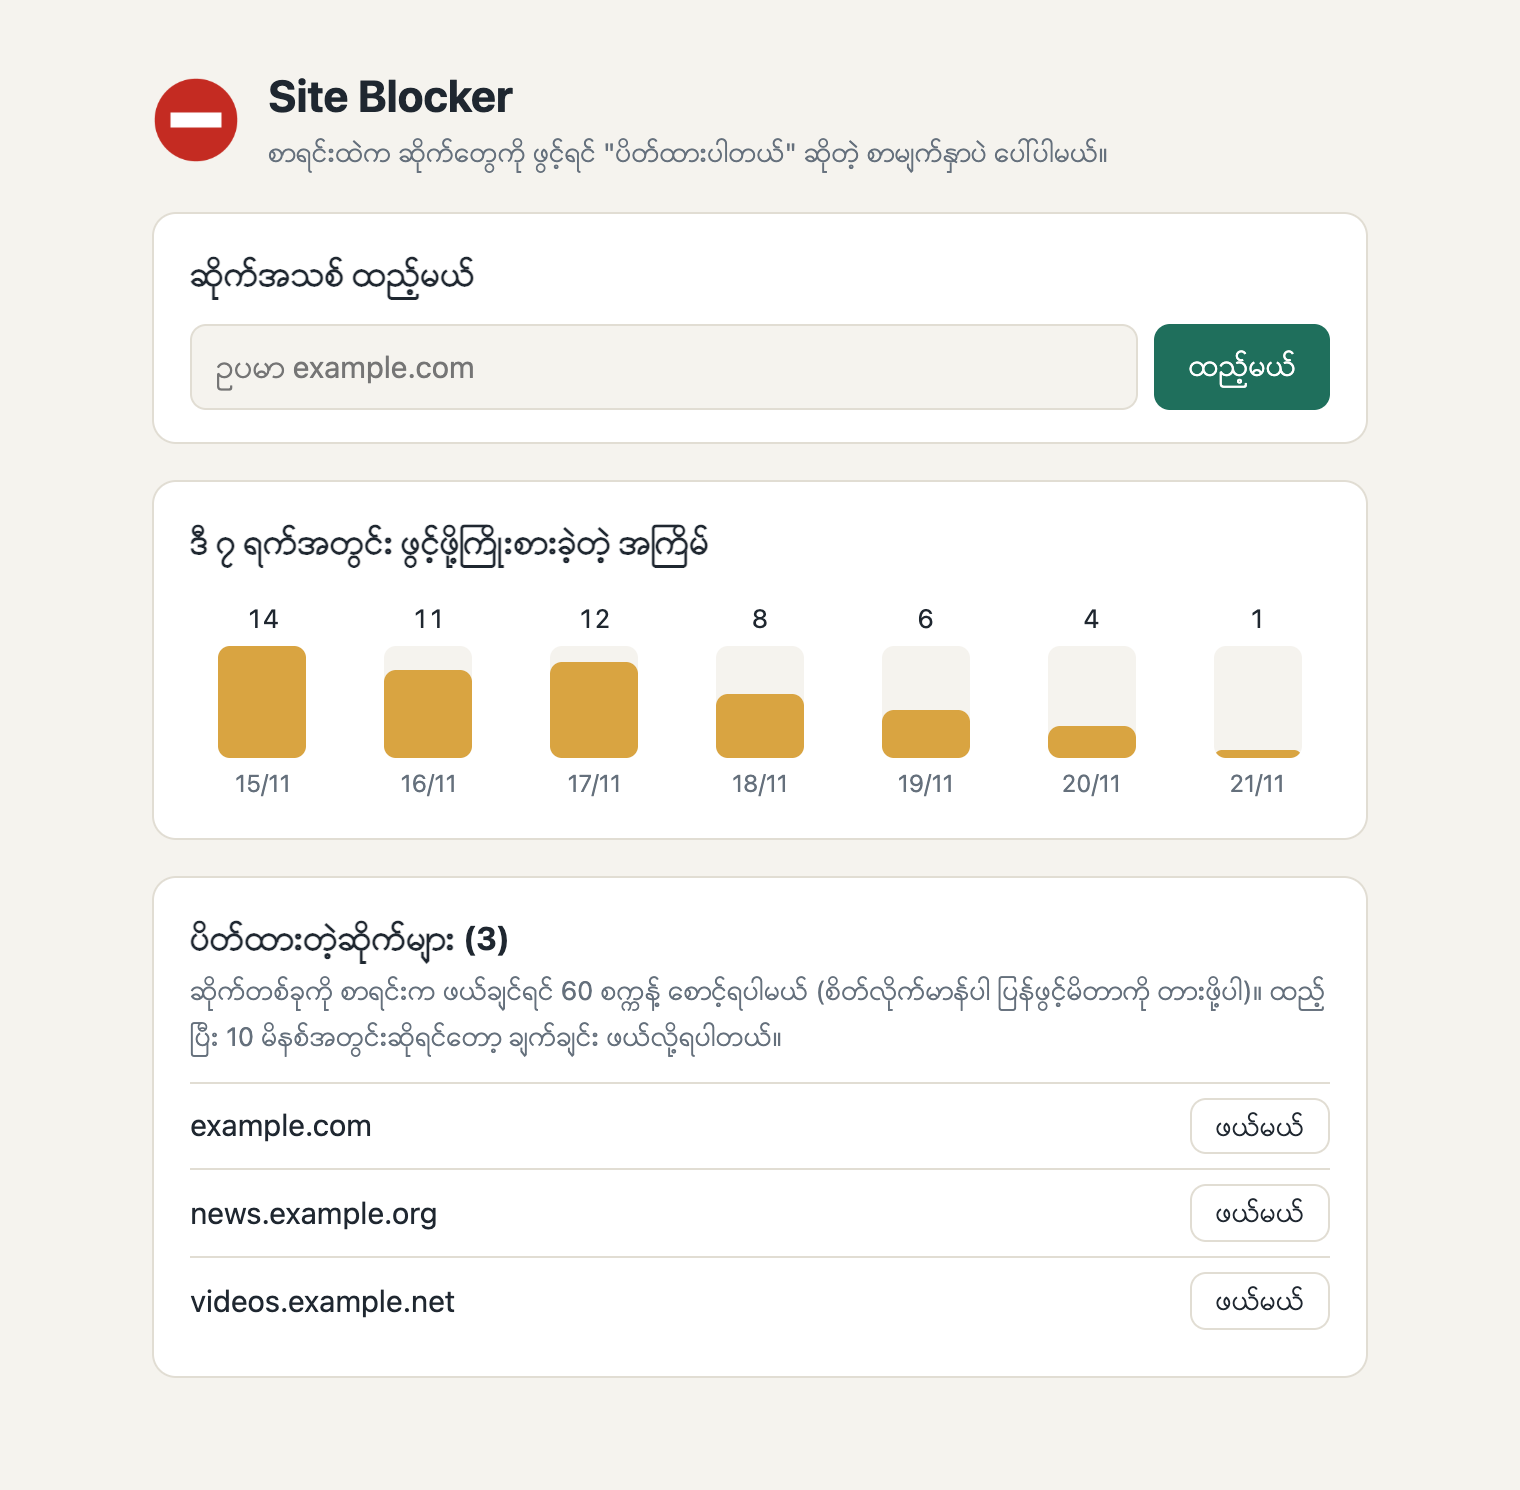 Site Blocker
စာရင်းထဲက ဆိုက်တွေကို ဖွင့်ရင် "ပိတ်ထားပါတယ်" ဆိုတဲ့ စာမျက်နှာပဲ ပေါ်ပါမယ်။
ဆိုက်အသစ် ထည့်မယ်
ဥပမာ example.com
ထည့်မယ်
ဒီ ၇ ရက်အတွင်း ဖွင့်ဖို့ကြိုးစားခဲ့တဲ့ အကြိမ်
14 11 12 8 6 4 1
15/11 16/11 17/11 18/11 19/11 20/11 21/11
ပိတ်ထားတဲ့ဆိုက်များ (3)
ဆိုက်တစ်ခုကို စာရင်းက ဖယ်ချင်ရင် 60 စက္ကန့် စောင့်ရပါမယ် (စိတ်လိုက်မာန်ပါ ပြန်ဖွင့်မိတာကို တားဖို့ပါ)။ ထည့်
ပြီး 10 မိနစ်အတွင်းဆိုရင်တော့ ချက်ချင်း ဖယ်လို့ရပါတယ်။
example.com
ဖယ်မယ်
news.example.org
ဖယ်မယ်
videos.example.net
ဖယ်မယ်